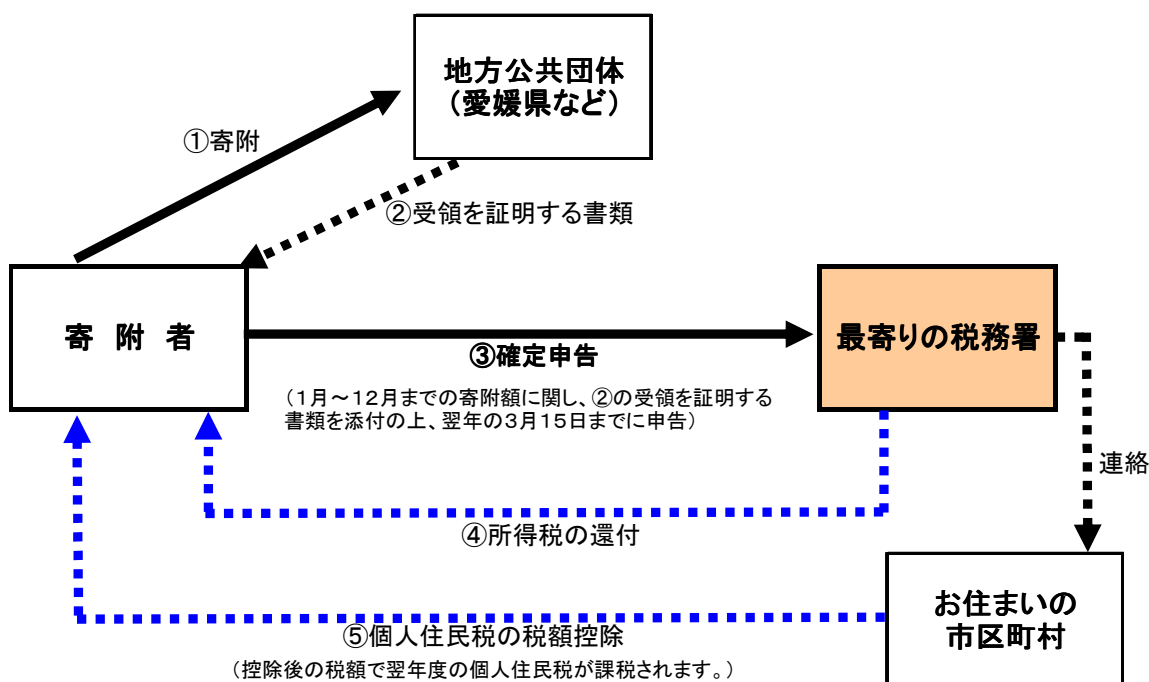 地方公共団体
（愛媛県など）
①寄附
②受領を証明する書類
寄 附 者
最寄りの税務署
③確定申告
（１月～１２月までの寄附額に関し、②の受領を証明する
書類を添付の上、翌年の３月１５日までに申告）
連絡
④所得税の還付
お住まいの
市区町村
⑤個人住民税の税額控除
（控除後の税額で翌年度の個人住民税が課税されます。）